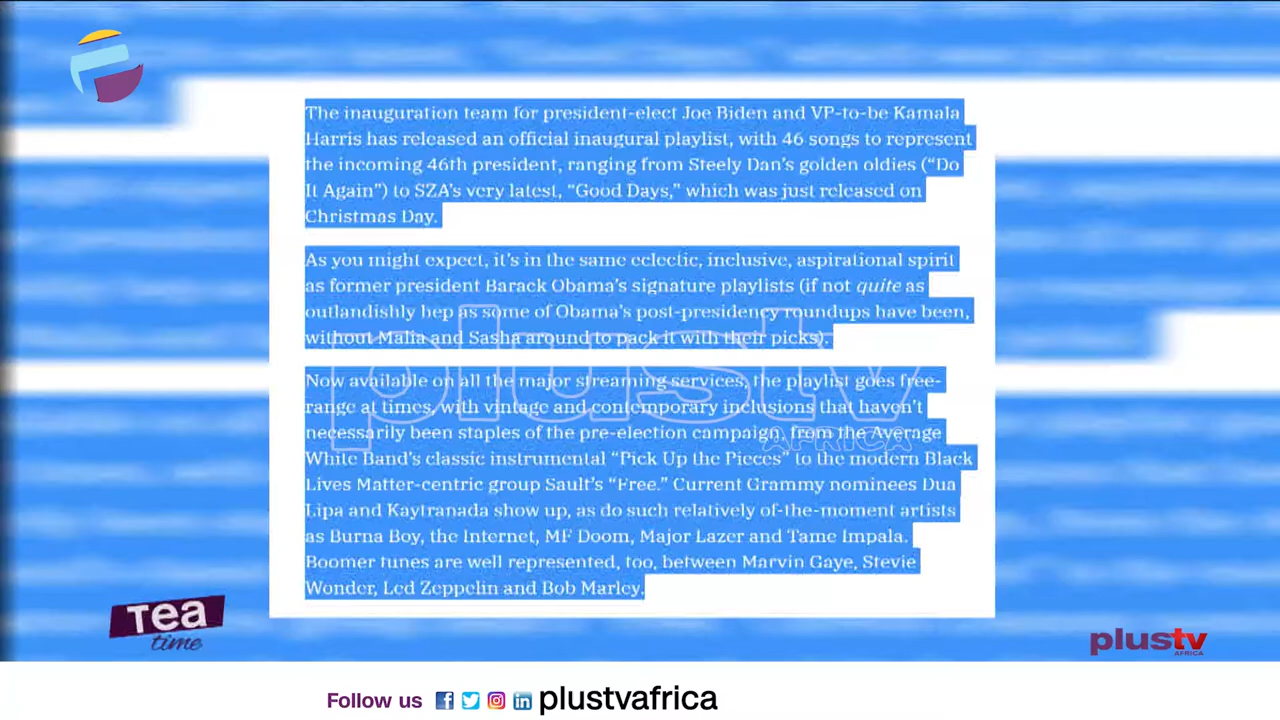 The inauguration team for president-elect Joe Biden and VP-to-be Kamala
Harris has released an official inaugural playlist, with 46 songs to represent
the incoming 46th president, ranging from Steely Dan's golden oldies (“Do
It Again”) to SZA's very latest, “Good Days,” which was just released on
Christmas Day.
As you might expect, it's in the same eclectic, inclusive, aspirational spirit
as former president Barack Obama's signature playlists (if not quite as
outlandishly hep as some of Obama's post-presidency roundups have been,
without Malia and Sasha around to pack it with their picks).
Now available on all the major streaming services, the playlist goes free-
range at times, with vintage and contemporary inclusions that haven't
necessarily been staples of the pre-election campaign, from the Average
White Band's classic instrumental “Pick Up the Pieces” to the modern Black
Lives Matter-centric group Sault's “Free.” Current Grammy nominees Dua
Lipa and Kaytranada show up, as do such relatively of-the-moment artists
as Burna Boy, the Internet, MF Doom, Major Lazer and Tame Impala.
Boomer tunes are well represented, too, between Marvin Gaye, Stevie
Wonder, Led Zeppelin and Bob Marley.
plustv
AFRICA
Tea
time
plustv
AFRICA
Follow us plustvafrica